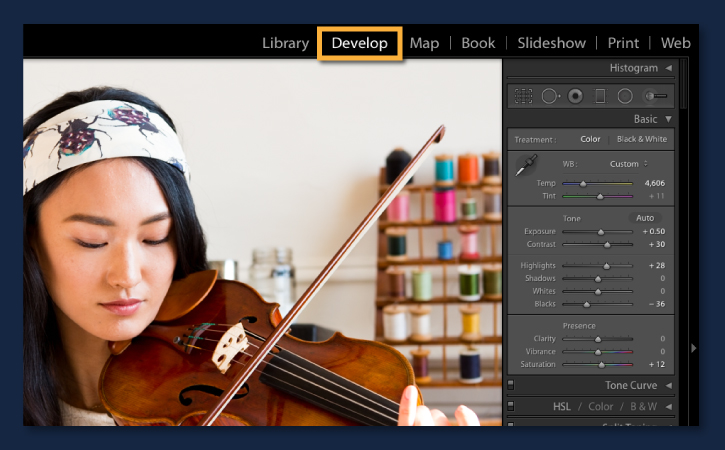 Library Develop Map | Book | Slideshow | Print | Web
Histogram
Basic
Treatment : Color | Black & White
WB : Custom
Temp 4,606
Tint + 11
Tone Auto
Exposure + 0.50
Contrast + 30
Highlights + 28
Shadows 0
Whites 0
Blacks − 36
Presence
Clarity 0
Vibrance 0
Saturation + 12
Tone Curve
HSL / Color / B & W